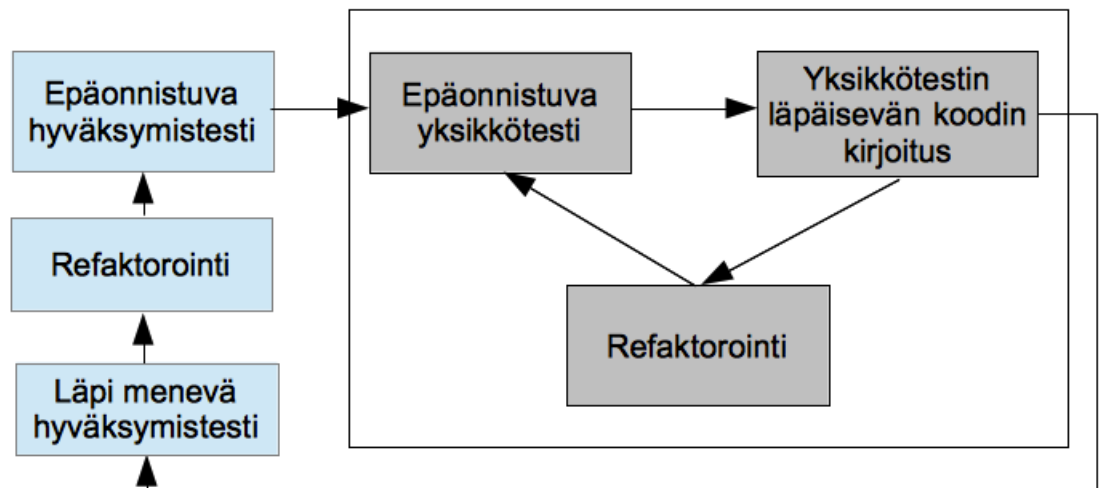 Epäonnistuva
hyväksymistesti
Epäonnistuva
yksikkötesti
Yksikkötestin
läpäisevän koodin
kirjoitus
Refaktorointi
Refaktorointi
Läpi menevä
hyväksymistesti